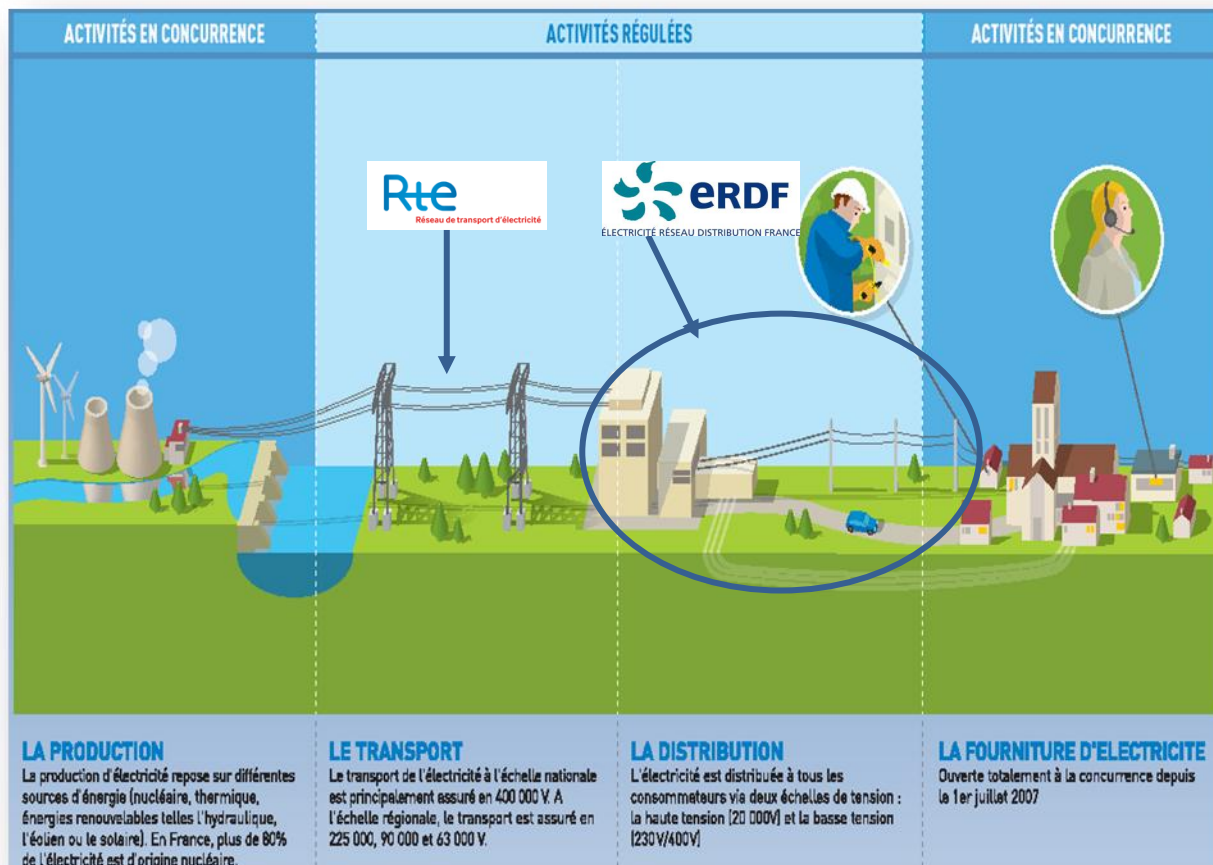 ACTIVITÉS EN CONCURRENCE
ACTIVITÉS RÉGULÉES
ACTIVITÉS EN CONCURRENCE
Rte
Réseau de transport d'électricité
eRDF
ÉLECTRICITÉ RÉSEAU DISTRIBUTION FRANCE
LA PRODUCTION
La production d'électricité repose sur différentes
sources d'énergie (nucléaire, thermique,
énergies renouvelables telles l'hydraulique,
l'éolien ou le solaire). En France, plus de 80%
de l'électricité est d'origine nucléaire.
LE TRANSPORT
Le transport de l'électricité à l'échelle nationale
est principalement assuré en 400 000 V. A
l'échelle régionale, le transport est assuré en
225 000, 90 000 et 63 000 V.
LA DISTRIBUTION
L'électricité est distribuée à tous les
consommateurs via deux échelles de tension :
la haute tension (20 000V) et la basse tension
(230V/400V)
LA FOURNITURE D'ELECTRICITE
Ouverte totalement à la concurrence depuis
le 1er juillet 2007